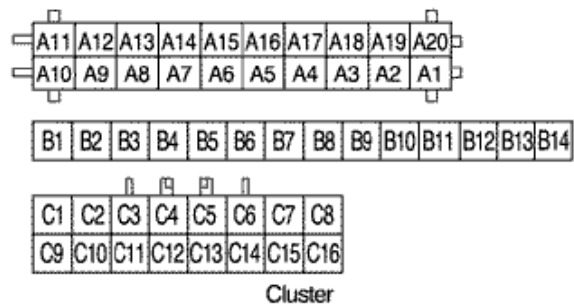 A11 A12 A13 A14 A15 A16 A17 A18 A19 A20
A10 A9 A8 A7 A6 A5 A4 A3 A2 A1
B1 B2 B3 B4 B5 B6 B7 B8 B9 B10 B11 B12 B13 B14
C1 C2 C3 C4 C5 C6 C7 C8
C9 C10 C11 C12 C13 C14 C15 C16
Cluster